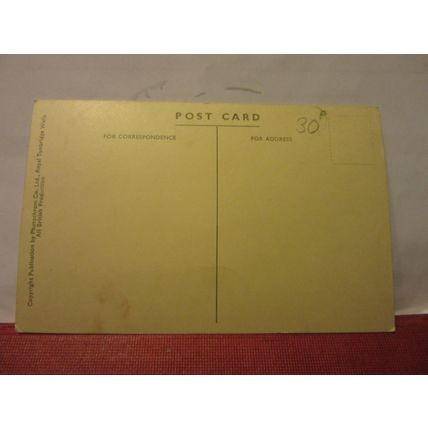 POST CARD
30P
FOR CORRESPONDENCE
FOR ADDRESS
Copyright Publication by Photochrom Co. Ltd., Royal Tunbridge Wells
All British Production